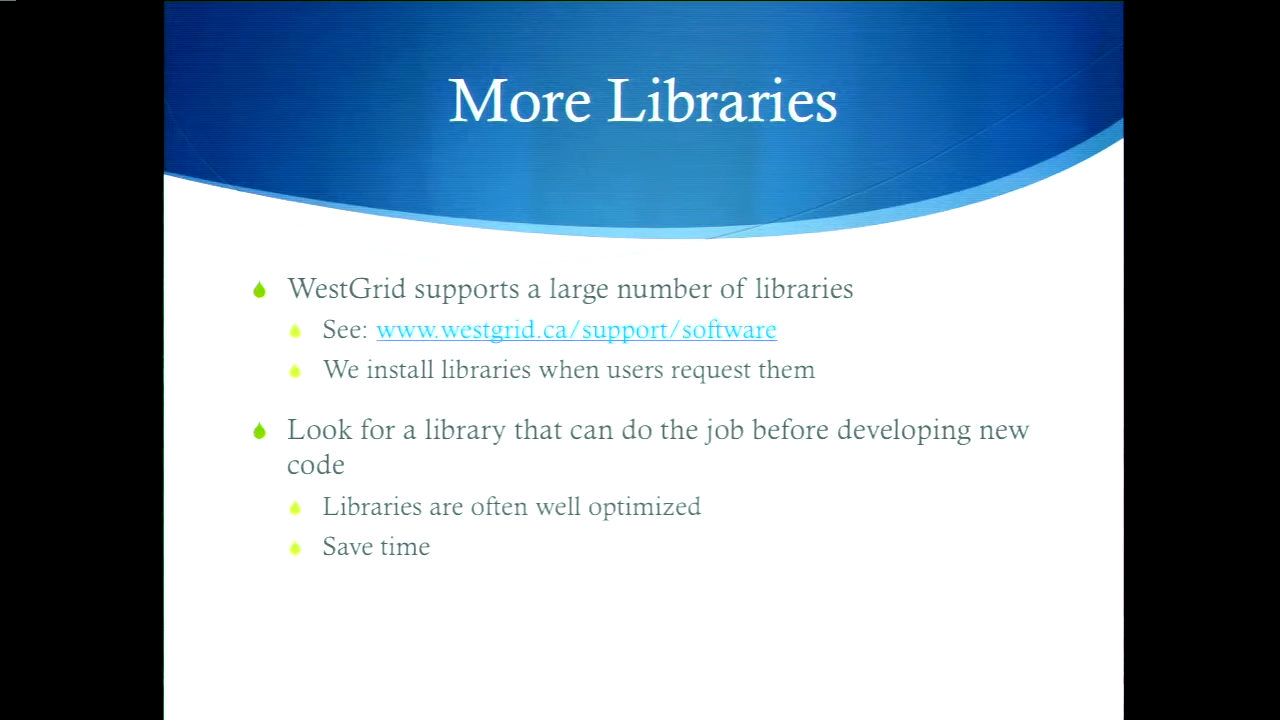 More Libraries
WestGrid supports a large number of libraries
See: www.westgrid.ca/support/software
We install libraries when users request them
Look for a library that can do the job before developing new
code
Libraries are often well optimized
Save time